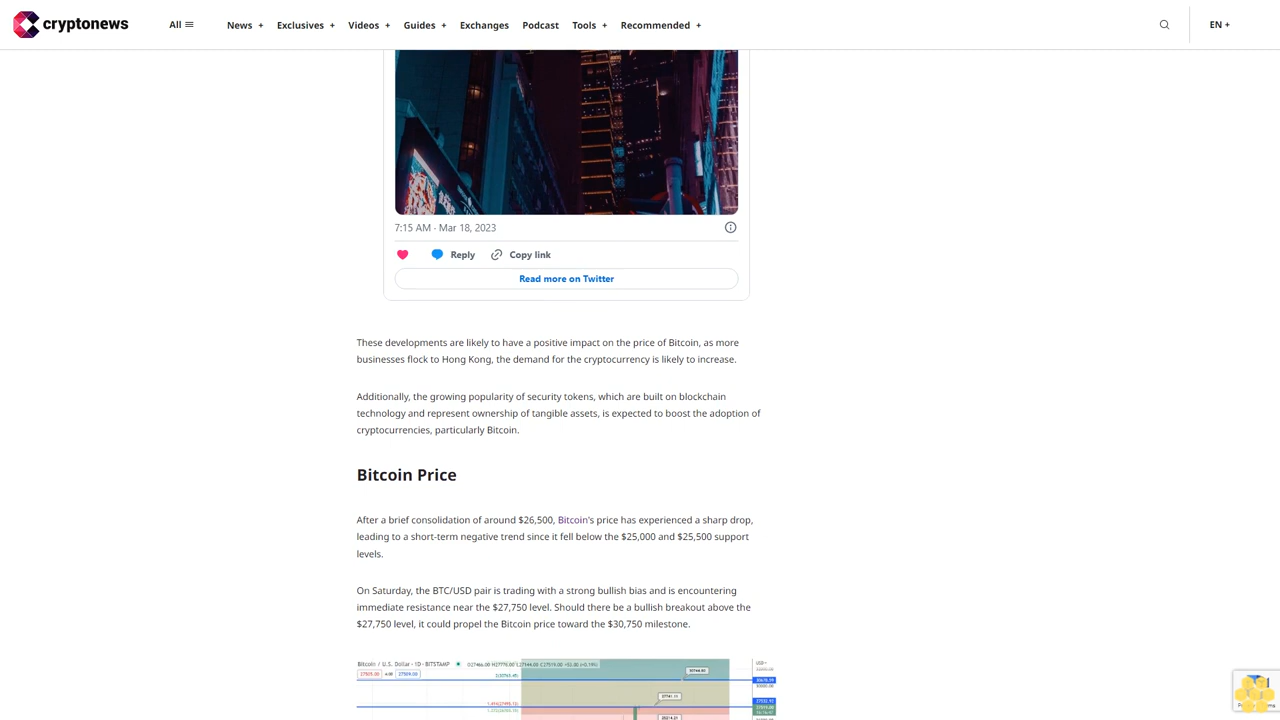 cryptonews
All
News +
Exclusives +
Videos +
Guides +
Exchanges
Podcast
Tools +
Recommended +
EN +
7:15 AM · Mar 18, 2023
Reply
Copy link
Read more on Twitter
These developments are likely to have a positive impact on the price of Bitcoin, as more
businesses flock to Hong Kong, the demand for the cryptocurrency is likely to increase.
Additionally, the growing popularity of security tokens, which are built on blockchain
technology and represent ownership of tangible assets, is expected to boost the adoption of
cryptocurrencies, particularly Bitcoin.
Bitcoin Price
After a brief consolidation of around $26,500, Bitcoin's price has experienced a sharp drop,
leading to a short-term negative trend since it fell below the $25,000 and $25,500 support
levels.
On Saturday, the BTC/USD pair is trading with a strong bullish bias and is encountering
immediate resistance near the $27,750 level. Should there be a bullish breakout above the
$27,750 level, it could propel the Bitcoin price toward the $30,750 milestone.
Bitcoin / U.S. Dollar · 1D · BITSTAMP